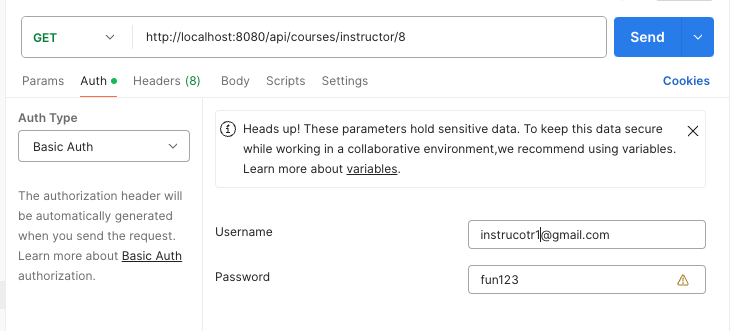 GET http://localhost:8080/api/courses/instructor/8 Send
Params Auth Headers (8) Body Scripts Settings Cookies
Auth Type
Basic Auth
The authorization header will
be automatically generated
when you send the request.
Learn more about Basic Auth
authorization.
Heads up! These parameters hold sensitive data. To keep this data secure
while working in a collaborative environment,we recommend using variables.
Learn more about variables.
Username instrucotr1@gmail.com
Password fun123